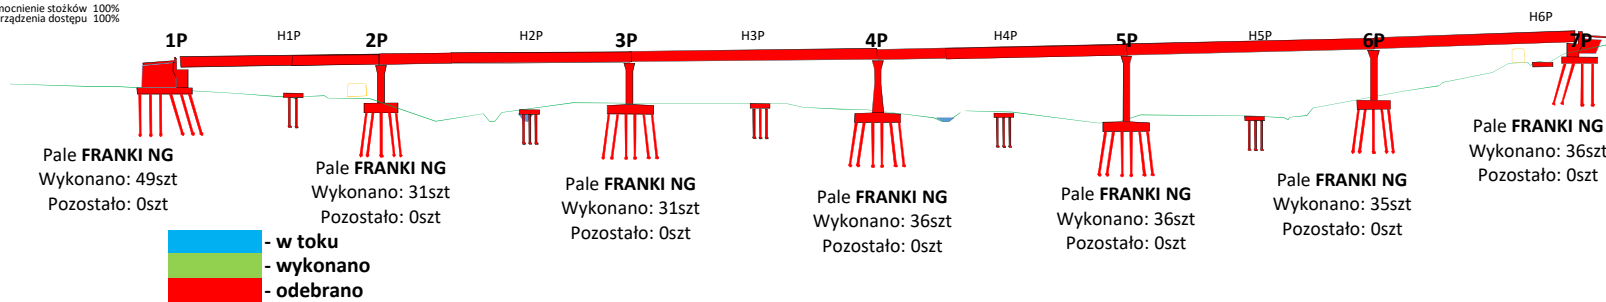 mocnienie stożków 100%
rządzenia dostępu 100%
1P
H1P
2P
H2P
3P
H3P
4P
H4P
5P
H5P
6P
H6P
7P
Pale FRANKI NG
Wykonano: 49szt
Pozostało: 0szt
Pale FRANKI NG
Wykonano: 31szt
Pozostało: 0szt
Pale FRANKI NG
Wykonano: 31szt
Pozostało: 0szt
Pale FRANKI NG
Wykonano: 36szt
Pozostało: 0szt
Pale FRANKI NG
Wykonano: 36szt
Pozostało: 0szt
Pale FRANKI NG
Wykonano: 35szt
Pozostało: 0szt
Pale FRANKI NG
Wykonano: 36szt
Pozostało: 0szt
- w toku
- wykonano
- odebrano